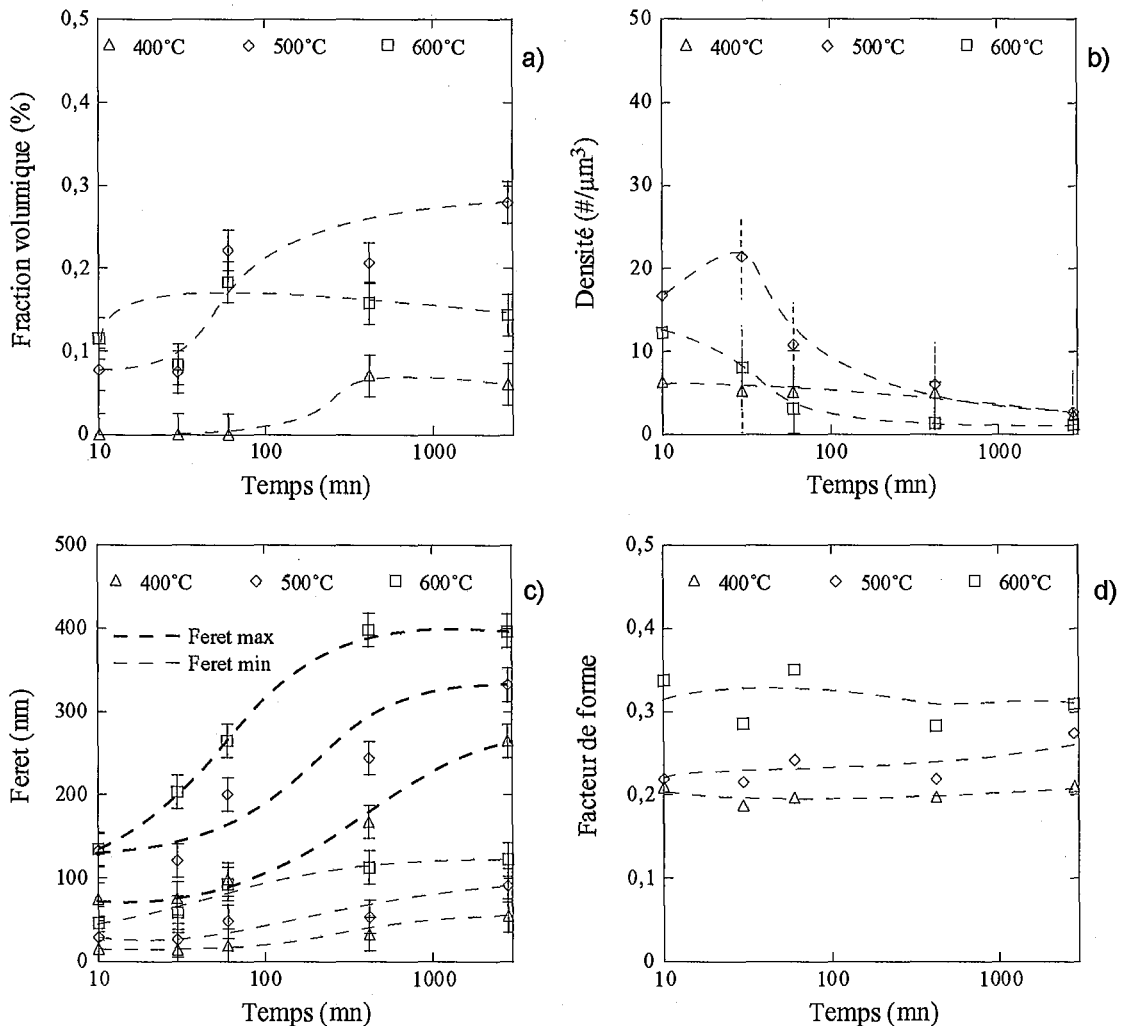 0,5
400°C 500°C 600°C
a)
0,4
0,3
0,2
0,1
0
10 100 1000
Fraction volumique (%)
Temps (mn)
50
400°C 500°C 600°C
b)
40
30
20
10
0
10 100 1000
Densité (#/µm³)
Temps (mn)
500
400°C 500°C 600°C
c)
400
Feret max
Feret min
300
200
100
0
10 100 1000
Feret (nm)
Temps (mn)
0,5
400°C 500°C 600°C
d)
0,4
0,3
0,2
0,1
0
10 100 1000
Facteur de forme
Temps (mn)